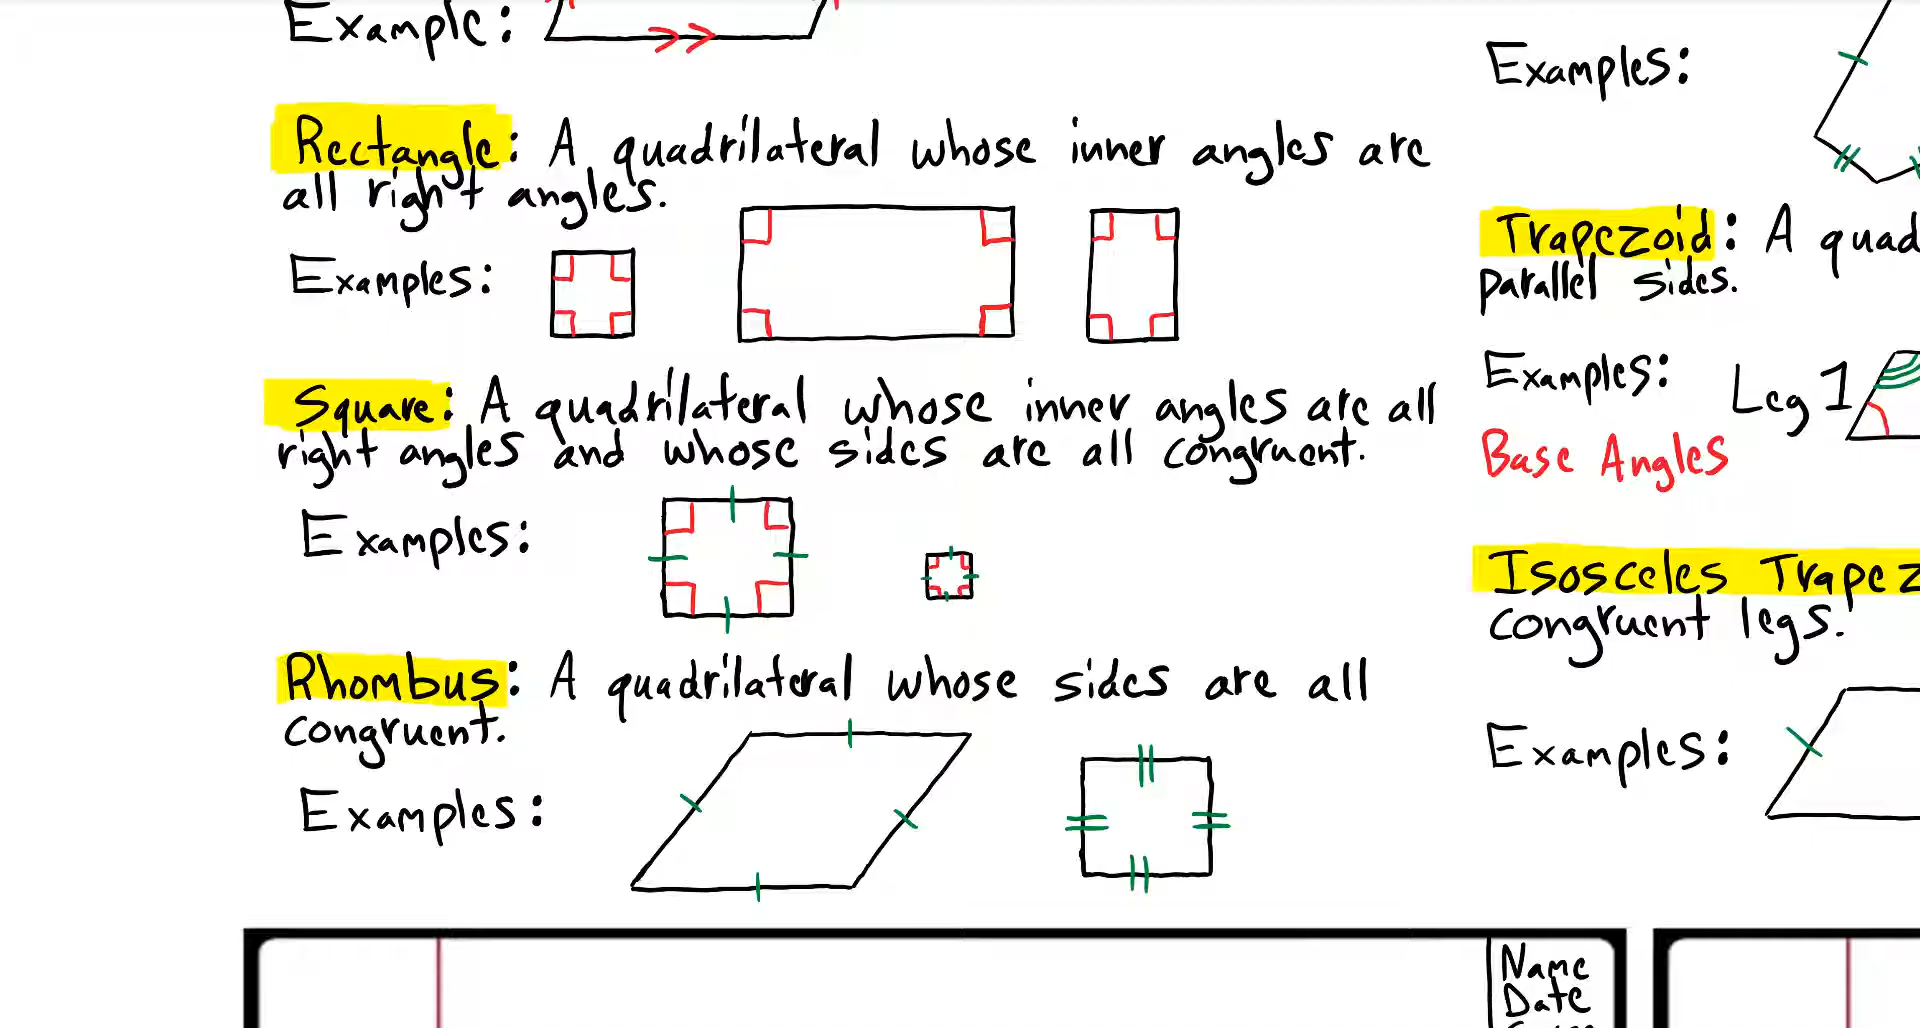 Example:
Rectangle: A quadrilateral whose inner angles are
all right angles.
Examples:
Square: A quadrilateral whose inner angles are all
right angles and whose sides are all congruent.
Examples:
Rhombus: A quadrilateral whose sides are all
congruent.
Examples:
Examples:
Trapezoid: A quad
parallel sides.
Examples:
Leg 1
Base Angles
Isosceles Trapez
congruent legs.
Examples:
Name
Date